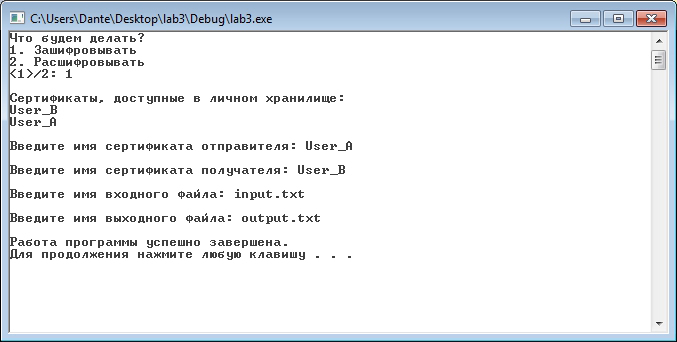 C:\Users\Dante\Desktop\lab3\Debug\lab3.exe
Что будем делать?
1. Зашифровывать
2. Расшифровывать
<1>/2: 1
Сертификаты, доступные в личном хранилище:
User_B
User_A
Введите имя сертификата отправителя: User_A
Введите имя сертификата получателя: User_B
Введите имя входного файла: input.txt
Введите имя выходного файла: output.txt
Работа программы успешно завершена.
Для продолжения нажмите любую клавишу . . .